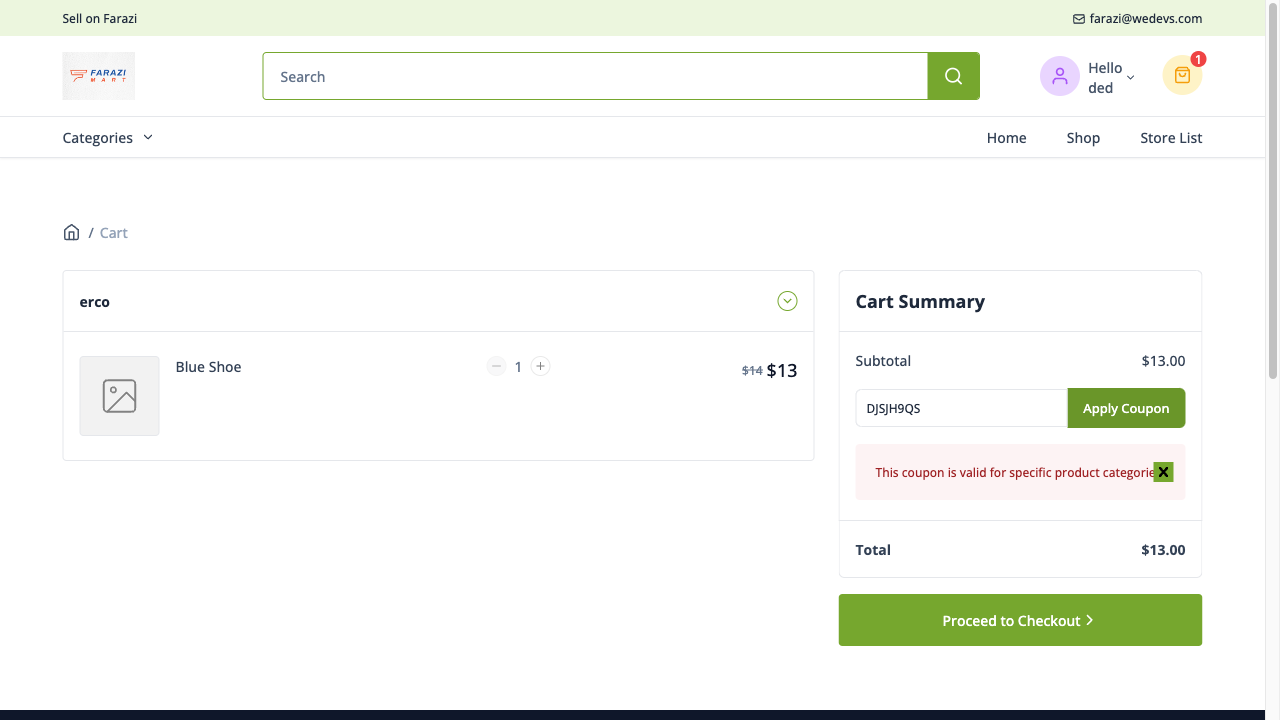 Sell on Farazi
farazi@wedevs.com
FARAZI
MART
Search
Hello
ded
1
Categories
Home
Shop
Store List
/ Cart
erco
Blue Shoe
1
$14 $13
Cart Summary
Subtotal
$13.00
DJSJH9QS
Apply Coupon
This coupon is valid for specific product categorie
X
Total
$13.00
Proceed to Checkout